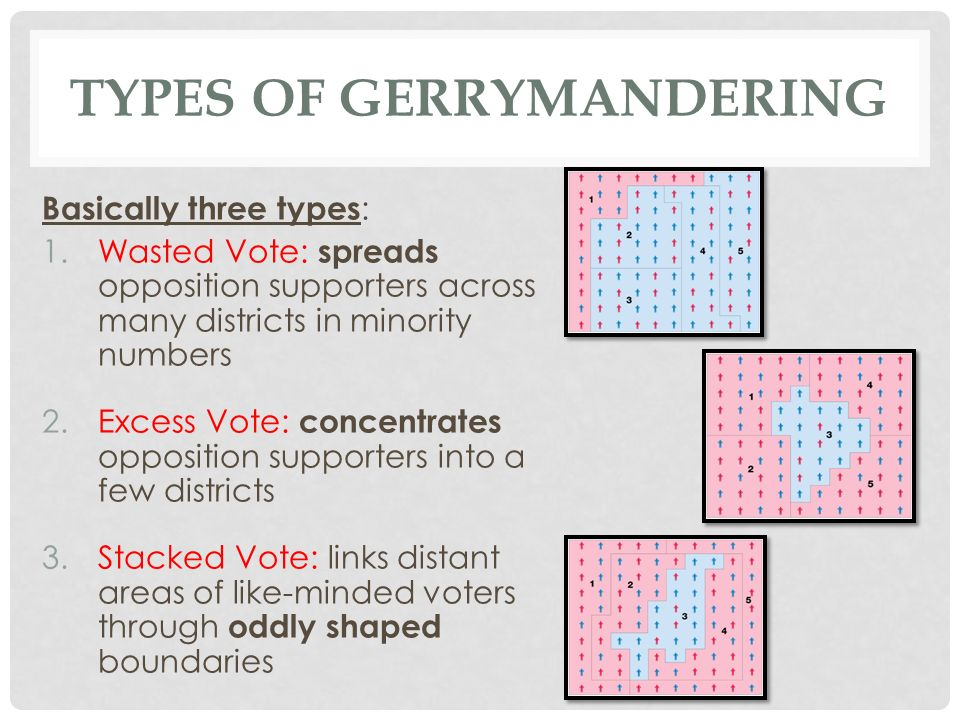 TYPES OF GERRYMANDERING
Basically three types:
1. Wasted Vote: spreads
opposition supporters across
many districts in minority
numbers
2. Excess Vote: concentrates
opposition supporters into a
few districts
3. Stacked Vote: links distant
areas of like-minded voters
through oddly shaped
boundaries
1
2
4 5
3
4
1
3
2
5
1 2
5
3
4